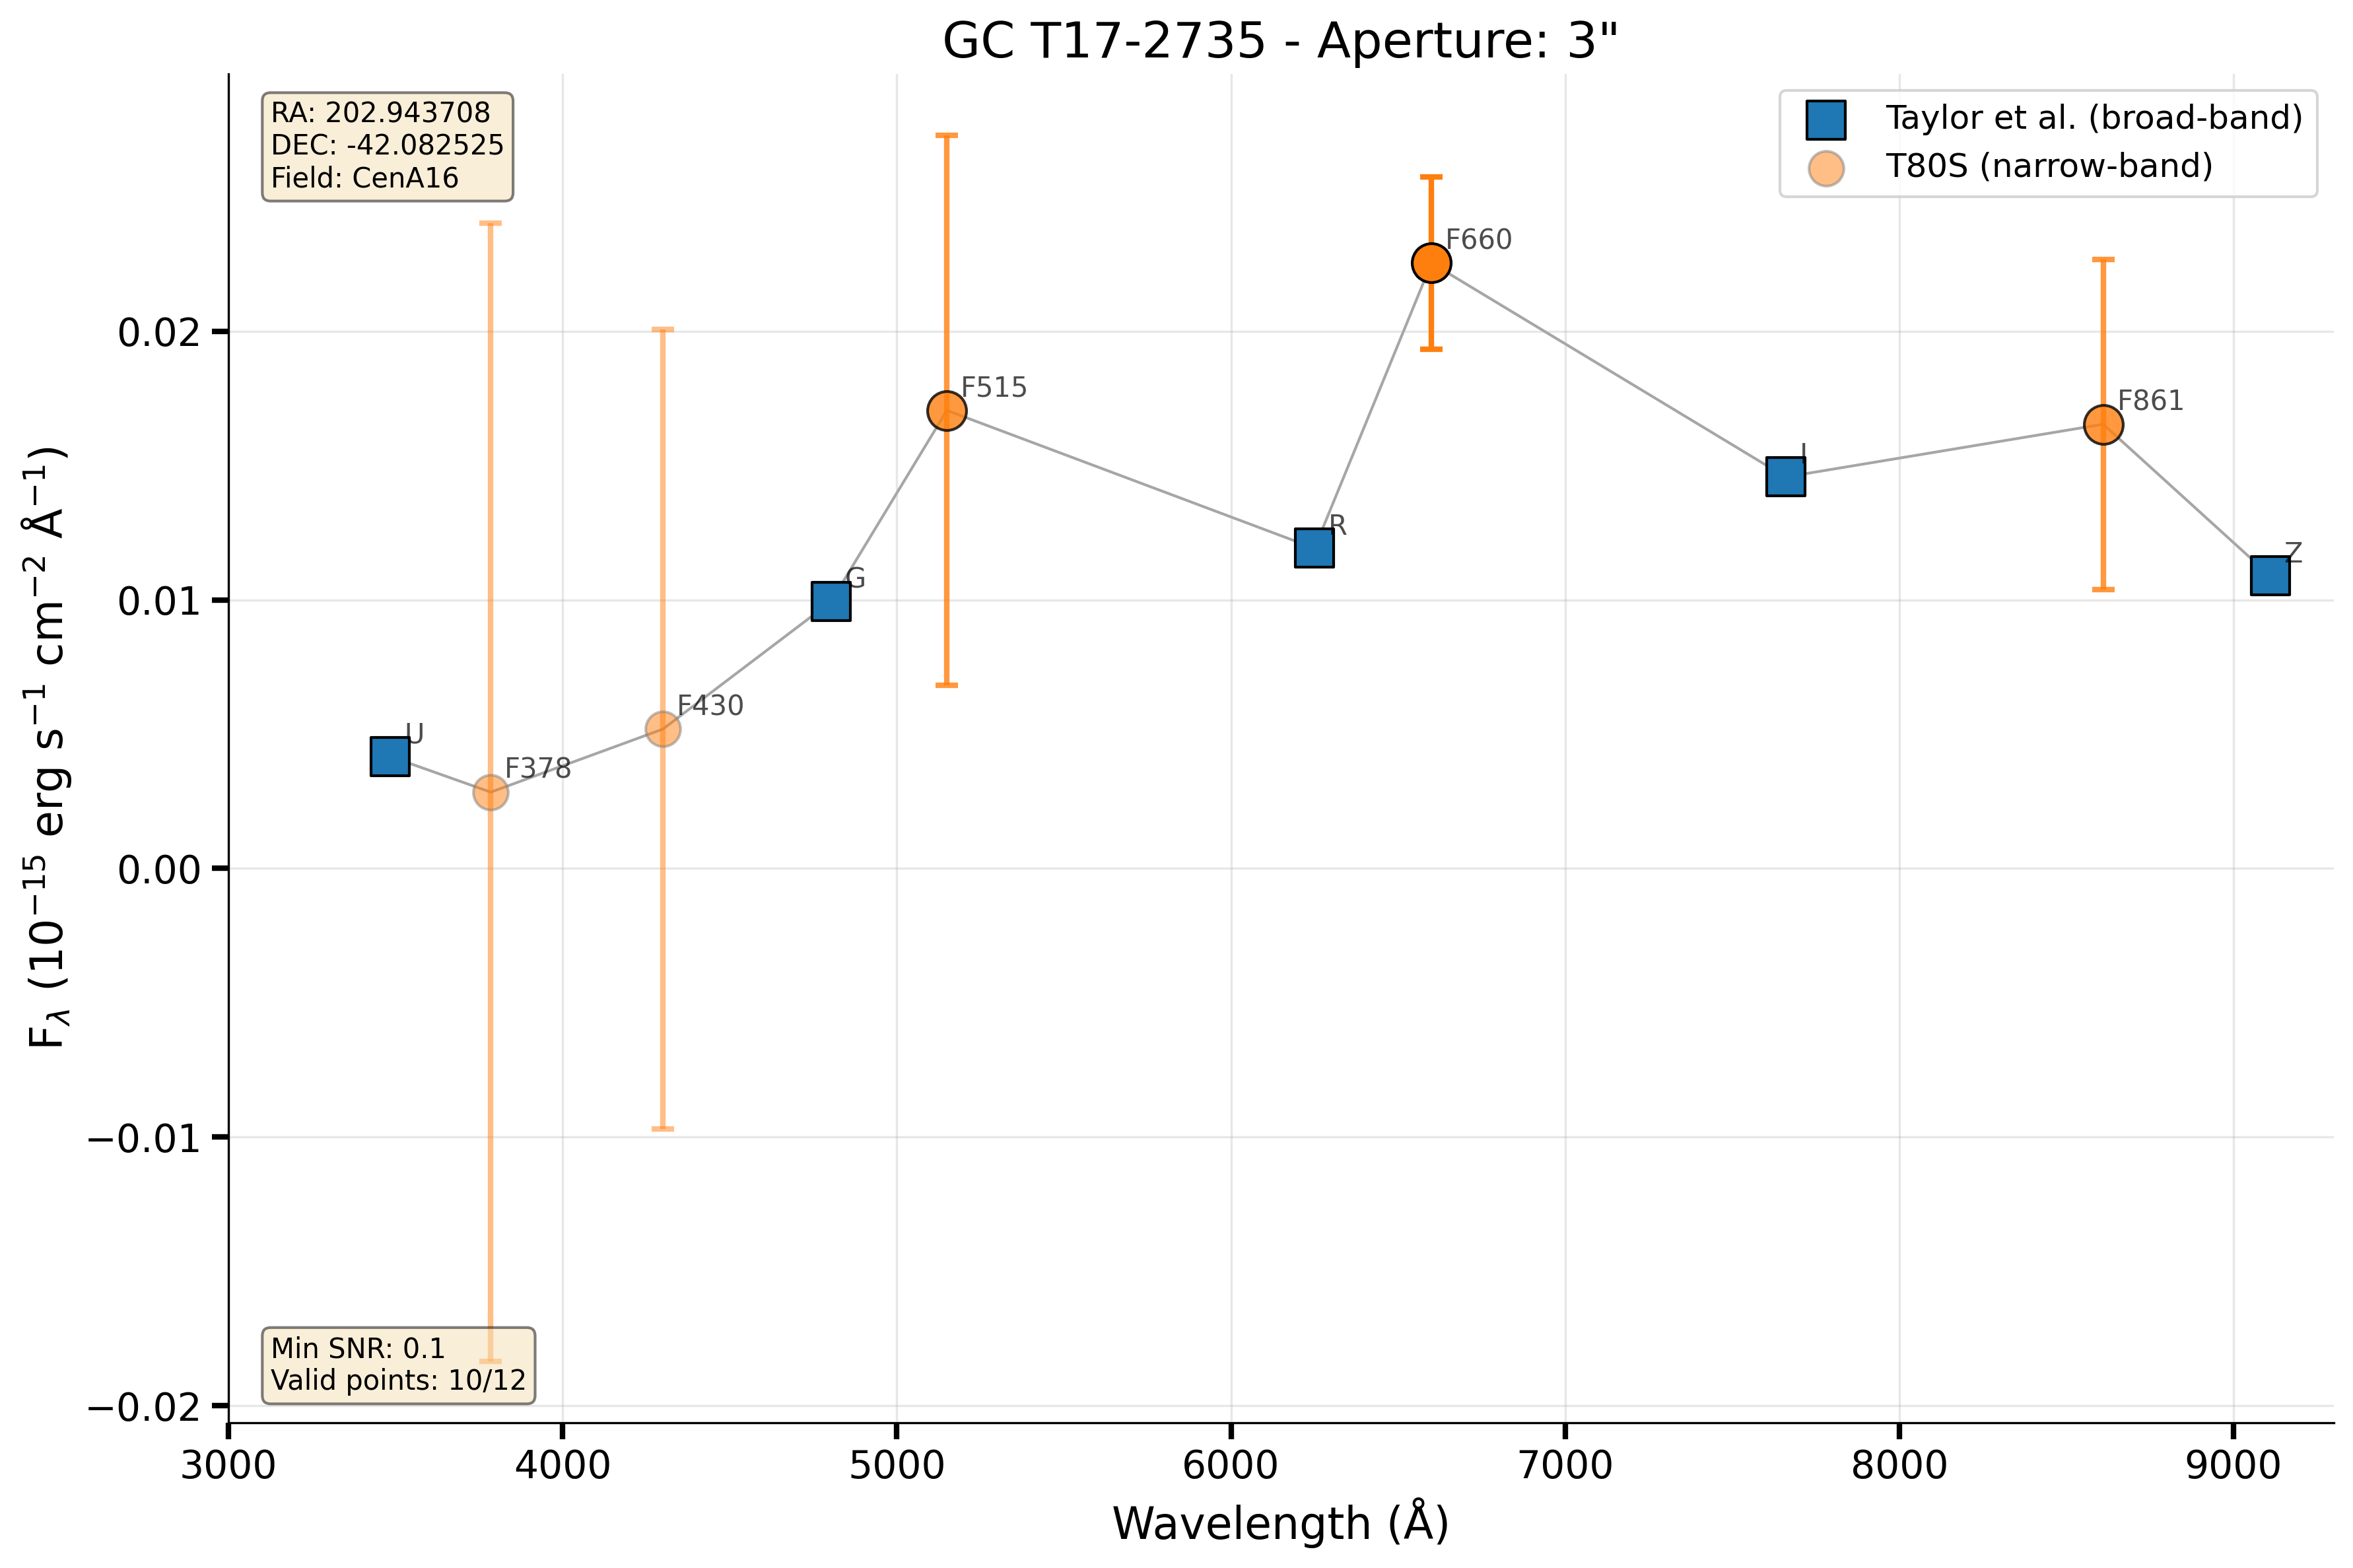 GC T17-2735 - Aperture: 3"
RA: 202.943708
DEC: -42.082525
Field: CenA16
Taylor et al. (broad-band)
T80S (narrow-band)
F660
F515
F861
I
R
Z
G
F430
U
F378
0.02
0.01
0.00
−0.01
−0.02
F_λ (10⁻¹⁵ erg s⁻¹ cm⁻² Å⁻¹)
Min SNR: 0.1
Valid points: 10/12
3000 4000 5000 6000 7000 8000 9000
Wavelength (Å)